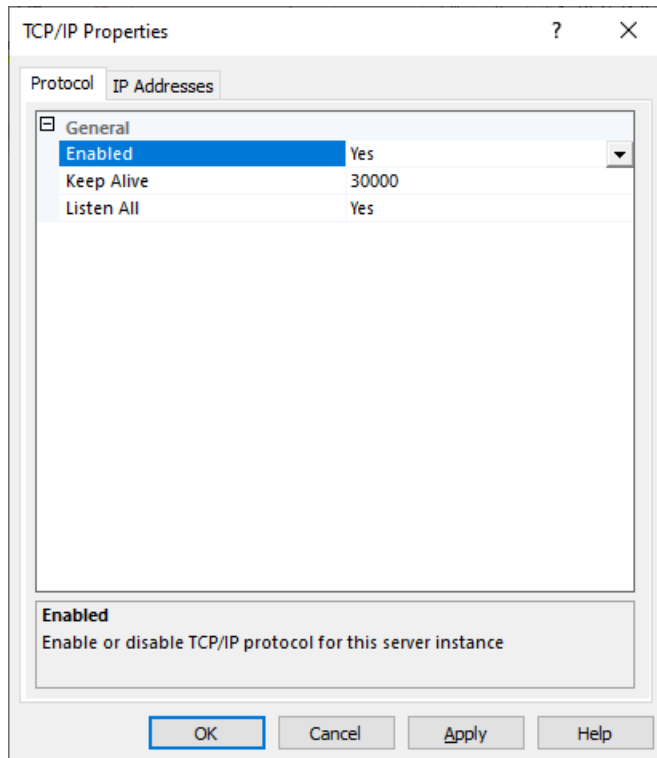 TCP/IP Properties
Protocol
IP Addresses
General
Enabled Yes
Keep Alive 30000
Listen All Yes
Enabled
Enable or disable TCP/IP protocol for this server instance
OK Cancel Apply Help